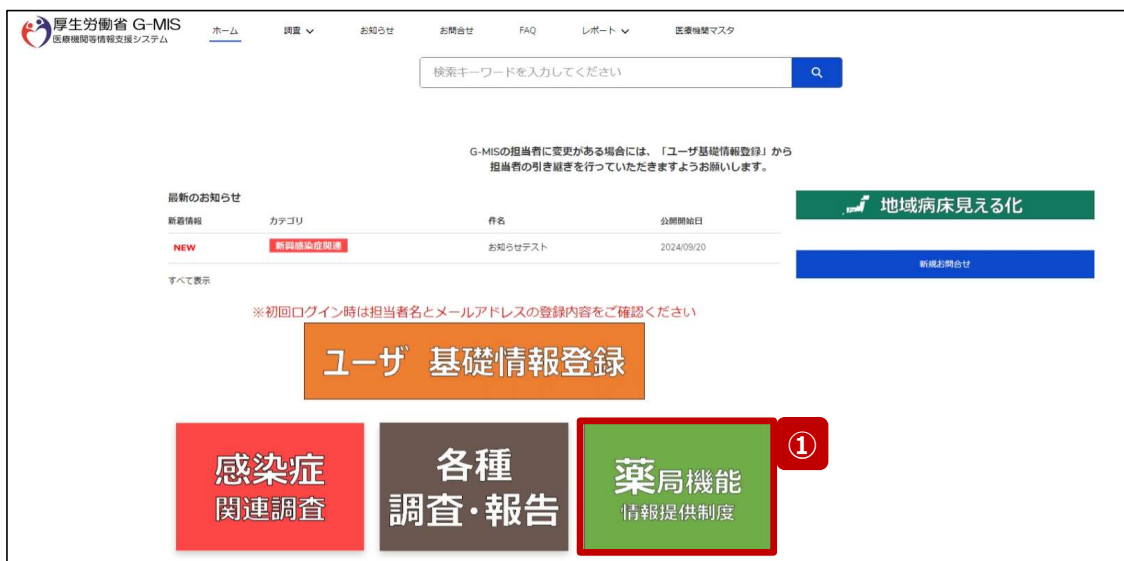 厚生労働省 G-MIS
医療機関等情報支援システム
ホーム 調査 お知らせ お問合せ FAQ レポート 医療機関マスタ
検索キーワードを入力してください
G-MISの担当者に変更がある場合には、「ユーザ基礎情報登録」から
担当者の引き継ぎを行っていただきますようお願いします。
最新のお知らせ
新着情報 カテゴリ 件名 公開開始日
NEW 新興感染症関連 お知らせテスト 2024/09/20
すべて表示
地域病床見える化
新規お問合せ
※初回ログイン時は担当者名とメールアドレスの登録内容をご確認ください
ユーザ 基礎情報登録
感染症
関連調査
各種
調査・報告
薬局機能
情報提供制度
①